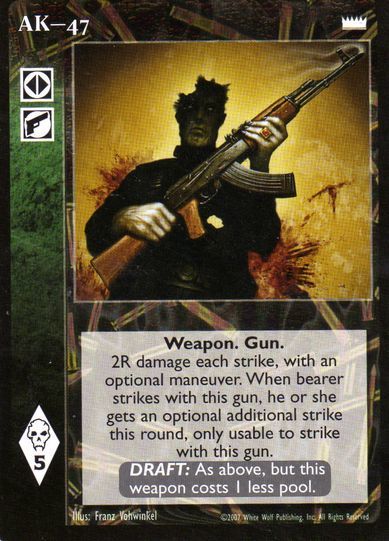 AK–47
Weapon. Gun.
2R damage each strike, with an
optional maneuver. When bearer
strikes with this gun, he or she
gets an optional additional strike
this round, only usable to strike
with this gun.
DRAFT: As above, but this
weapon costs 1 less pool.
5
Illus: Franz Vohwinkel
©2007 White Wolf Publishing, Inc. All Rights Reserved